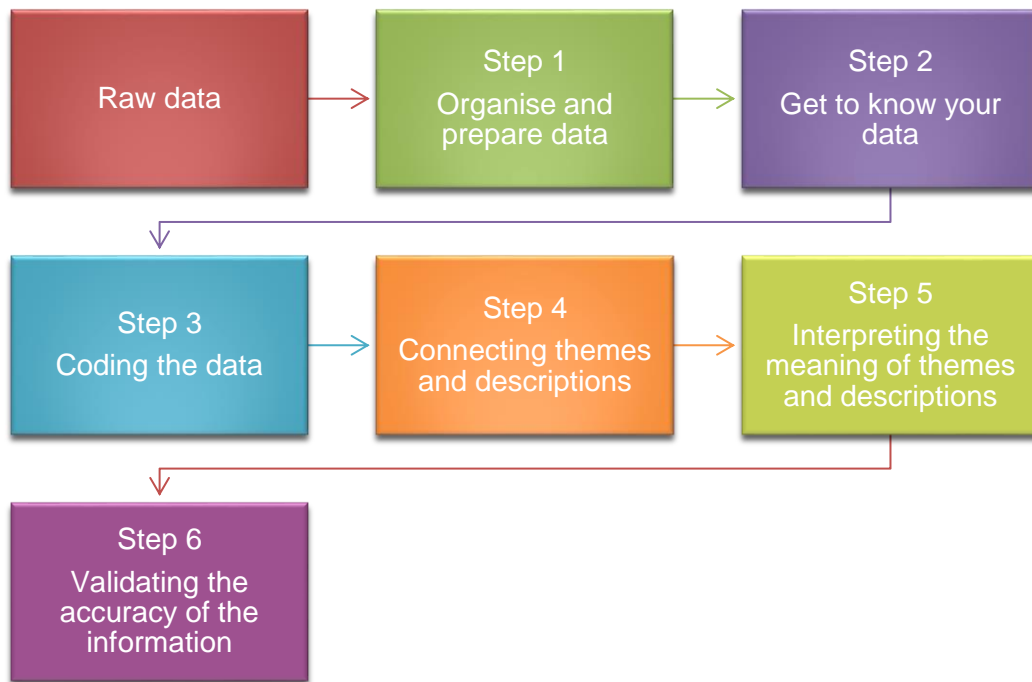 Raw data
Step 1
Organise and
prepare data
Step 2
Get to know your
data
Step 3
Coding the data
Step 4
Connecting themes
and descriptions
Step 5
Interpreting the
meaning of themes
and descriptions
Step 6
Validating the
accuracy of the
information